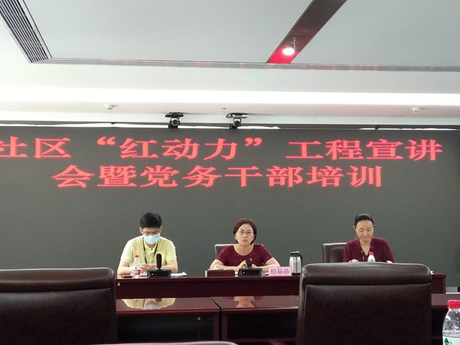 社区 “红动力” 工程宣讲
会暨党务干部培训